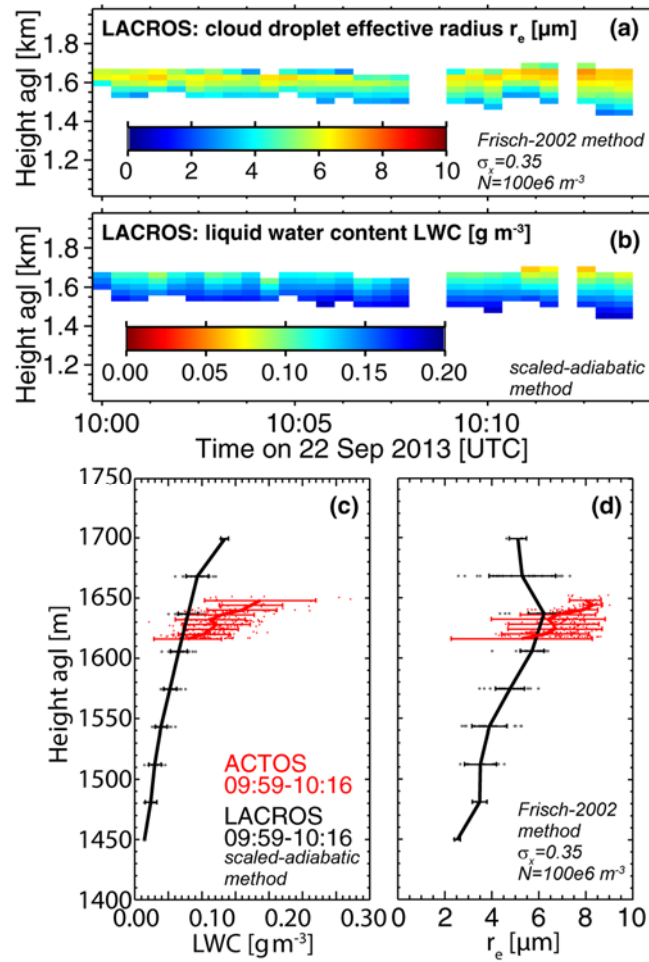 LACROS: cloud droplet effective radius rₑ [µm] (a)
Height agl [km]
1.8
1.6
1.4
1.2
0 2 4 6 8 10
Frisch-2002 method
σₓ=0.35
N=100e6 m⁻³
LACROS: liquid water content LWC [g m⁻³] (b)
Height agl [km]
1.8
1.6
1.4
1.2
0.00 0.05 0.10 0.15 0.20
scaled-adiabatic
method
10:00 10:05 10:10
Time on 22 Sep 2013 [UTC]
(c)
Height agl [m]
1750
1700
1650
1600
1550
1500
1450
1400
ACTOS
09:59-10:16
LACROS
09:59-10:16
scaled-adiabatic
method
0.00 0.10 0.20 0.30
LWC [g m⁻³]
(d)
Frisch-2002
method
σₓ=0.35
N=100e6 m⁻³
0 2 4 6 8 10
rₑ [µm]